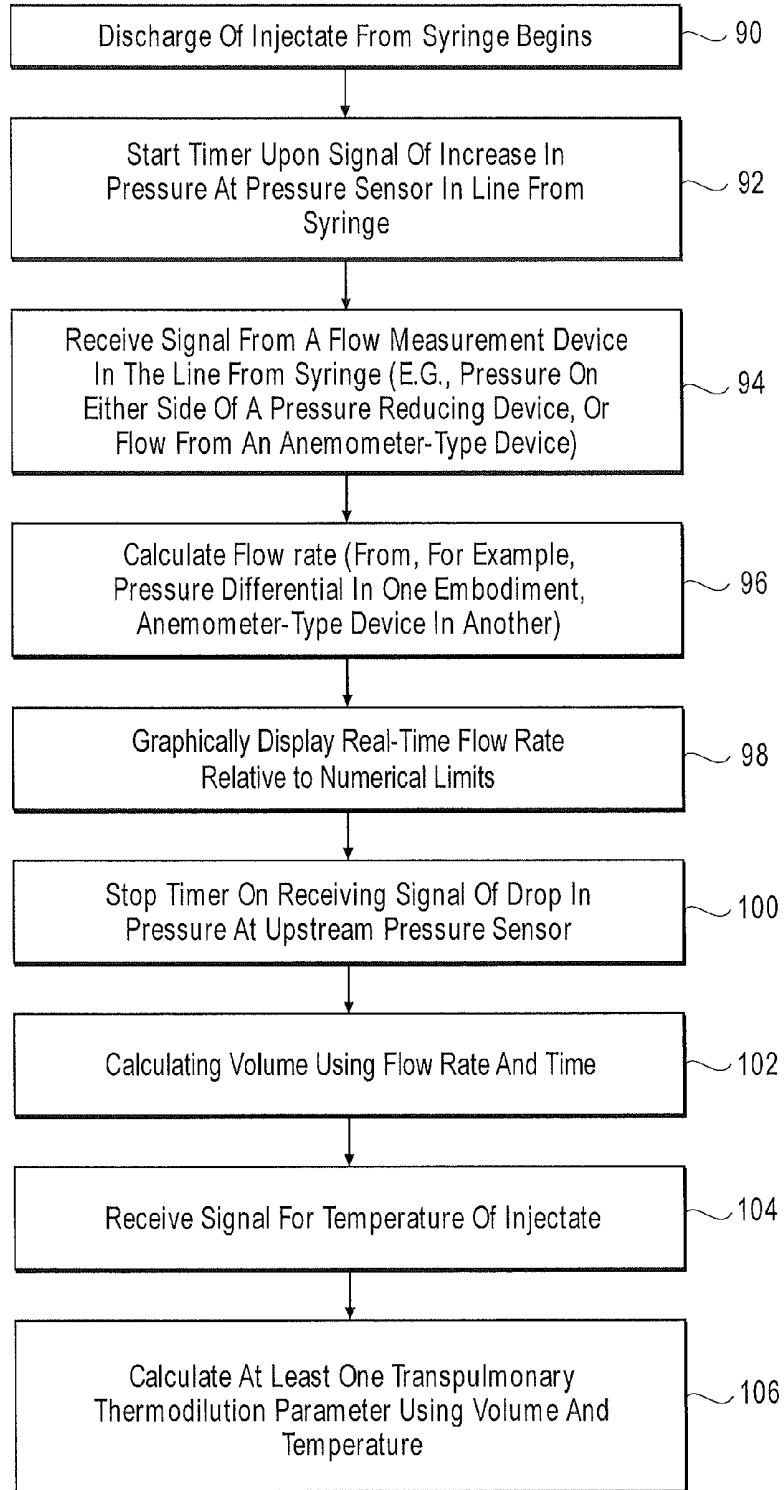 Discharge Of Injectate From Syringe Begins
90
Start Timer Upon Signal Of Increase In
Pressure At Pressure Sensor In Line From
Syringe
92
Receive Signal From A Flow Measurement Device
In The Line From Syringe (E.G., Pressure On
Either Side Of A Pressure Reducing Device, Or
Flow From An Anemometer-Type Device)
94
Calculate Flow rate (From, For Example,
Pressure Differential In One Embodiment,
Anemometer-Type Device In Another)
96
Graphically Display Real-Time Flow Rate
Relative to Numerical Limits
98
Stop Timer On Receiving Signal Of Drop In
Pressure At Upstream Pressure Sensor
100
Calculating Volume Using Flow Rate And Time
102
Receive Signal For Temperature Of Injectate
104
Calculate At Least One Transpulmonary
Thermodilution Parameter Using Volume And
Temperature
106